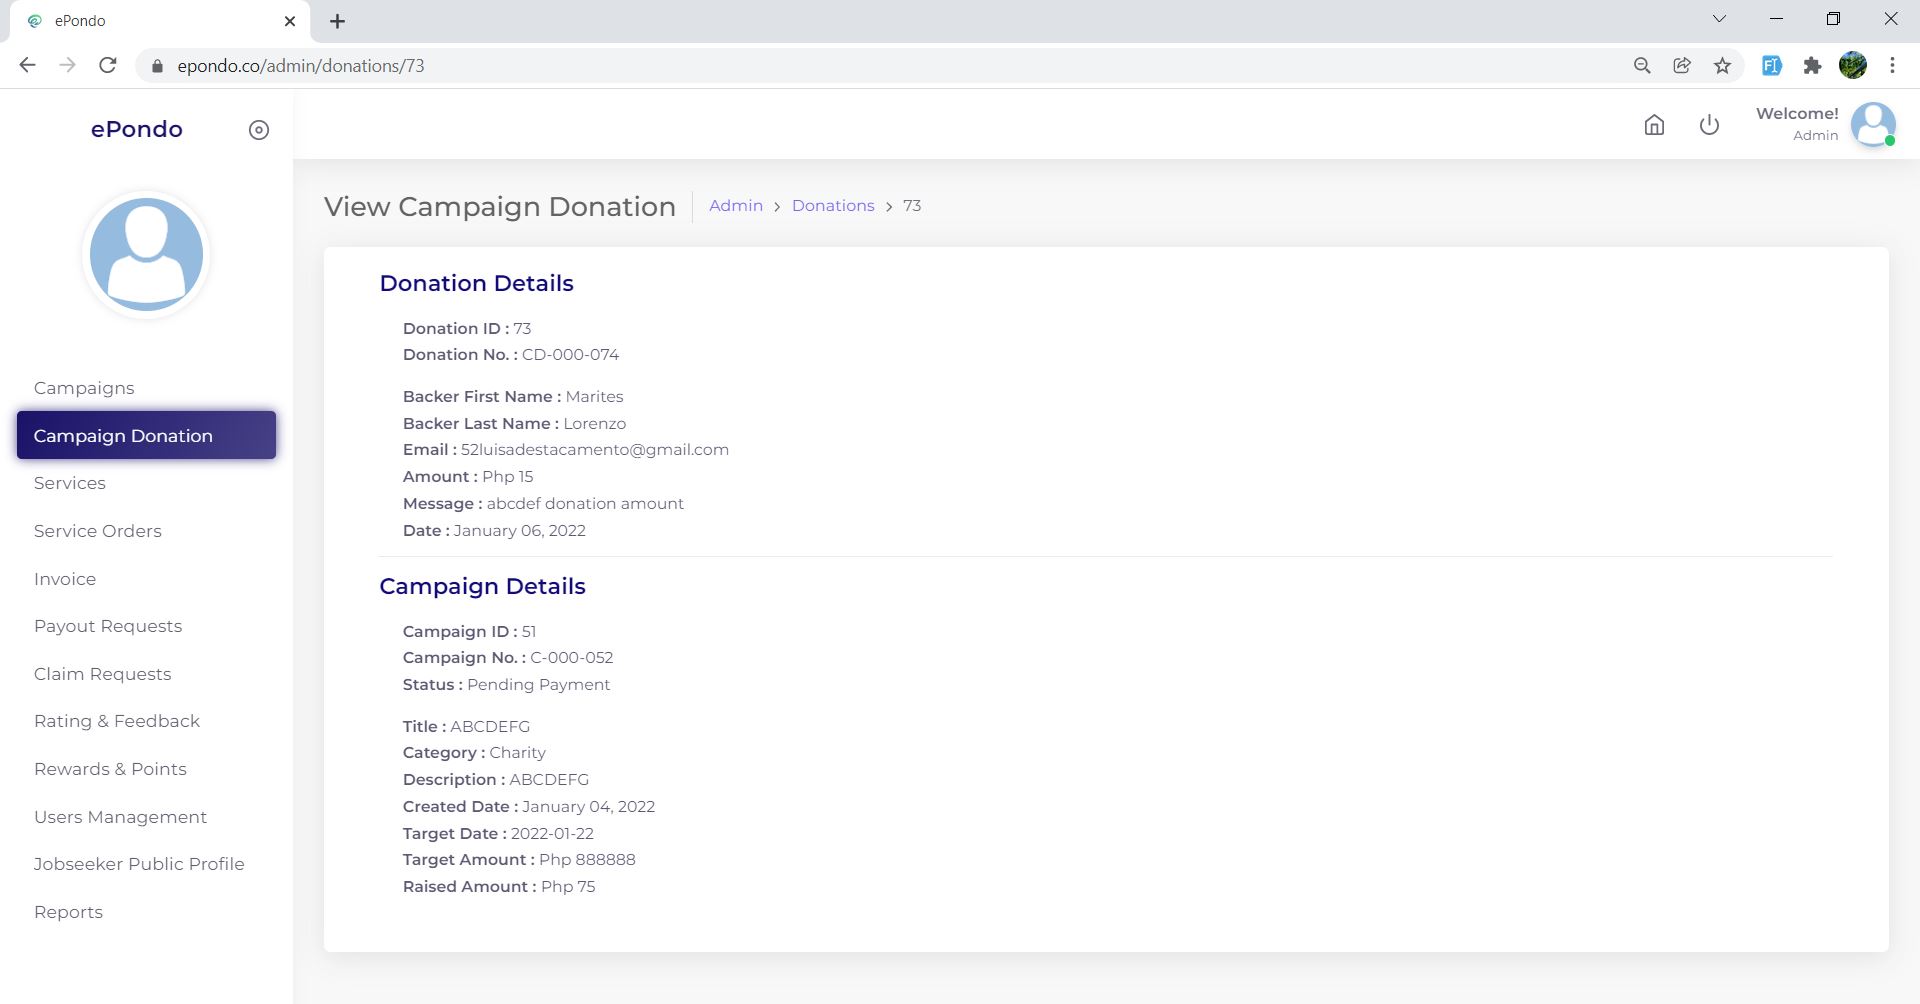 ePondo
epondo.co/admin/donations/73
ePondo
Welcome!
Admin
View Campaign Donation
Admin > Donations > 73
Campaigns
Campaign Donation
Services
Service Orders
Invoice
Payout Requests
Claim Requests
Rating & Feedback
Rewards & Points
Users Management
Jobseeker Public Profile
Reports
Donation Details
Donation ID : 73
Donation No. : CD-000-074
Backer First Name : Marites
Backer Last Name : Lorenzo
Email : 52luisadestacamento@gmail.com
Amount : Php 15
Message : abcdef donation amount
Date : January 06, 2022
Campaign Details
Campaign ID : 51
Campaign No. : C-000-052
Status : Pending Payment
Title : ABCDEFG
Category : Charity
Description : ABCDEFG
Created Date : January 04, 2022
Target Date : 2022-01-22
Target Amount : Php 888888
Raised Amount : Php 75